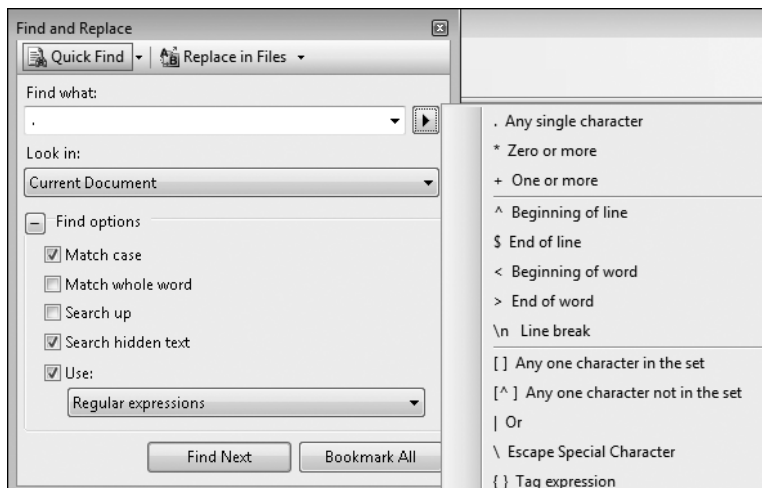 Find and Replace
Quick Find
Replace in Files
Find what:
.
Look in:
Current Document
Find options
Match case
Match whole word
Search up
Search hidden text
Use:
Regular expressions
Find Next
Bookmark All
. Any single character
* Zero or more
+ One or more
^ Beginning of line
$ End of line
< Beginning of word
> End of word
\n Line break
[ ] Any one character in the set
[^ ] Any one character not in the set
| Or
\ Escape Special Character
{ } Tag expression